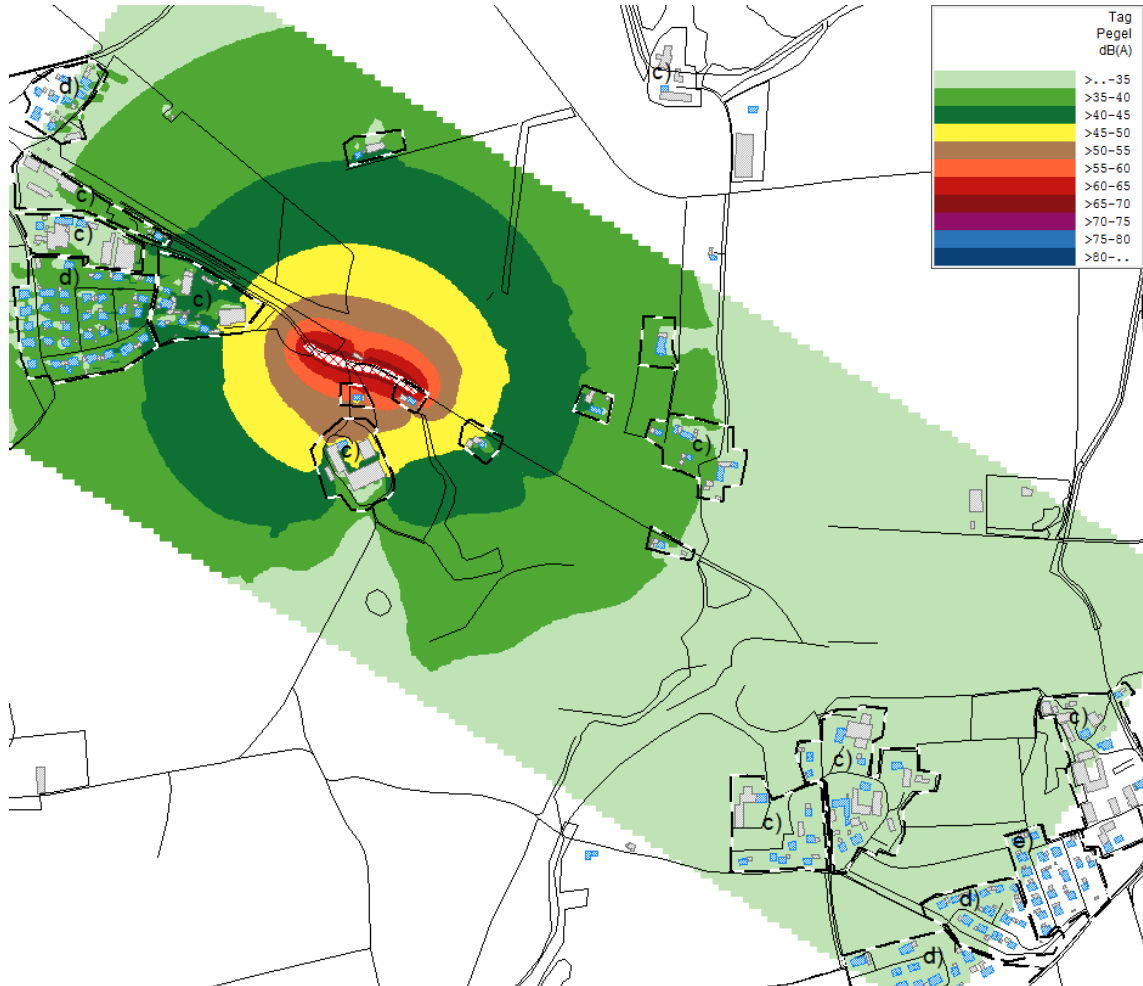 Tag
Pegel
dB(A)
>..-35
>35-40
>40-45
>45-50
>50-55
>55-60
>60-65
>65-70
>70-75
>75-80
>80-..
c)
d)
c)
c)
d)
c)
c)
c)
c)
c)
c)
e)
d)
d)